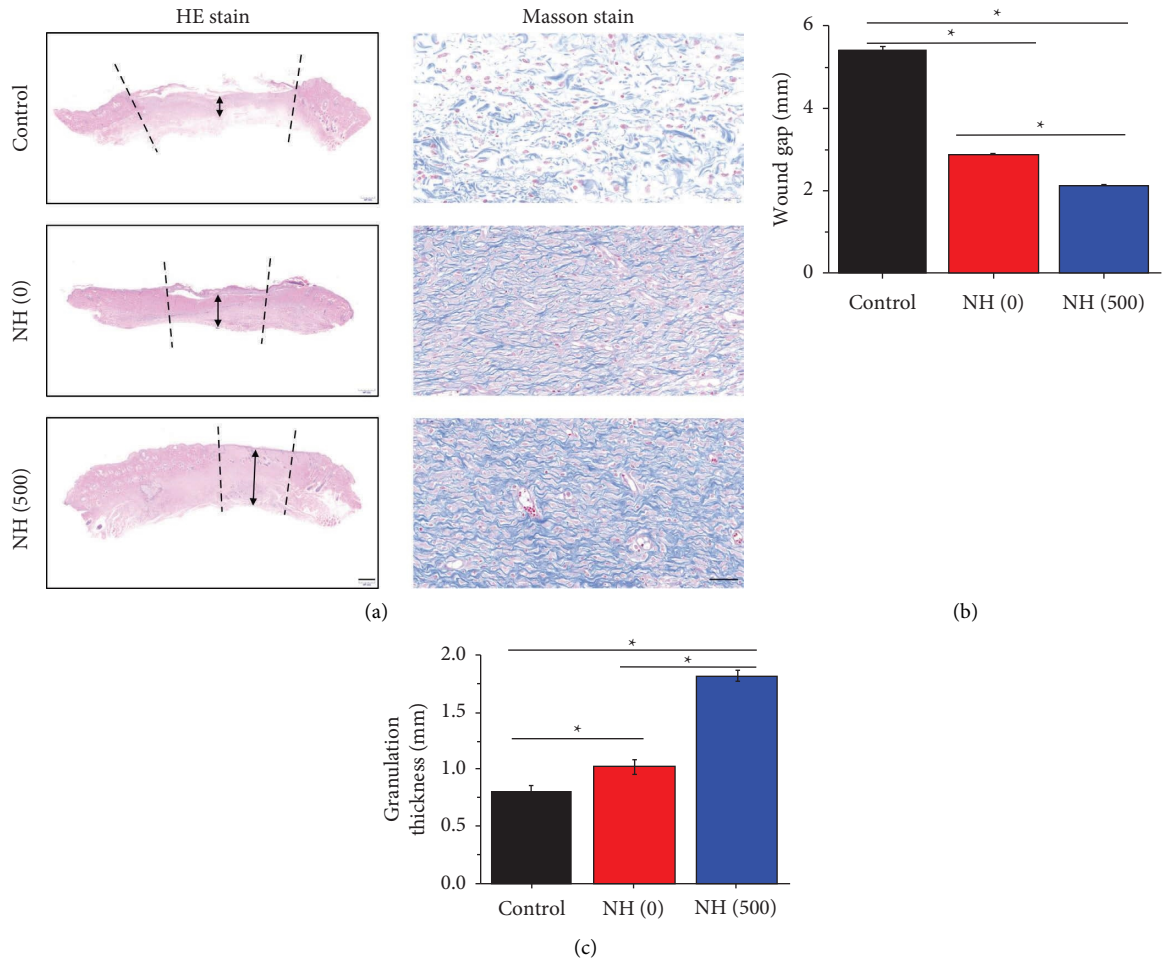 (a)
HE stain
Masson stain
Control
NH (0)
NH (500)
(a)
6
4
2
0
Wound gap (mm)
*
*
*
Control
NH (0)
NH (500)
(b)
2.0
1.5
1.0
0.5
0.0
Granulation
thickness (mm)
*
*
*
Control
NH (0)
NH (500)
(c)